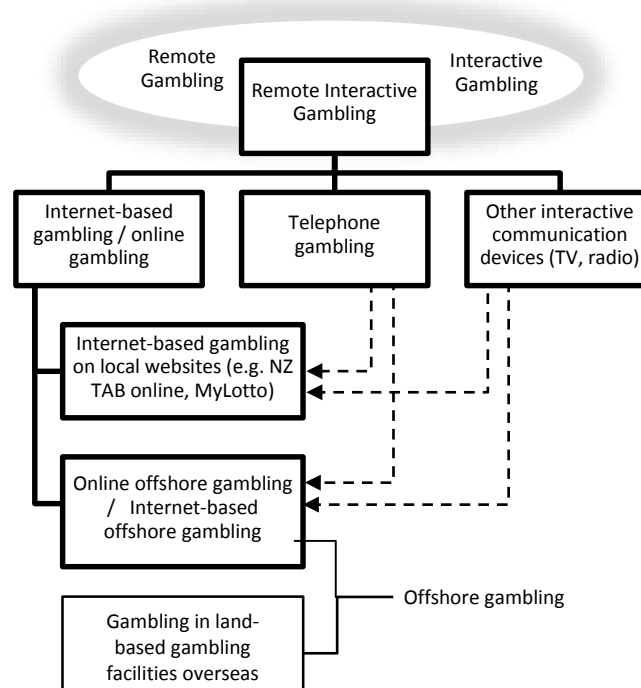 Remote
Gambling
Interactive
Gambling
Remote Interactive
Gambling
Internet-based
gambling / online
gambling
Telephone
gambling
Other interactive
communication
devices (TV, radio)
Internet-based gambling
on local websites (e.g. NZ
TAB online, MyLotto)
Online offshore gambling
/ Internet-based
offshore gambling
Offshore gambling
Gambling in land-
based gambling
facilities overseas